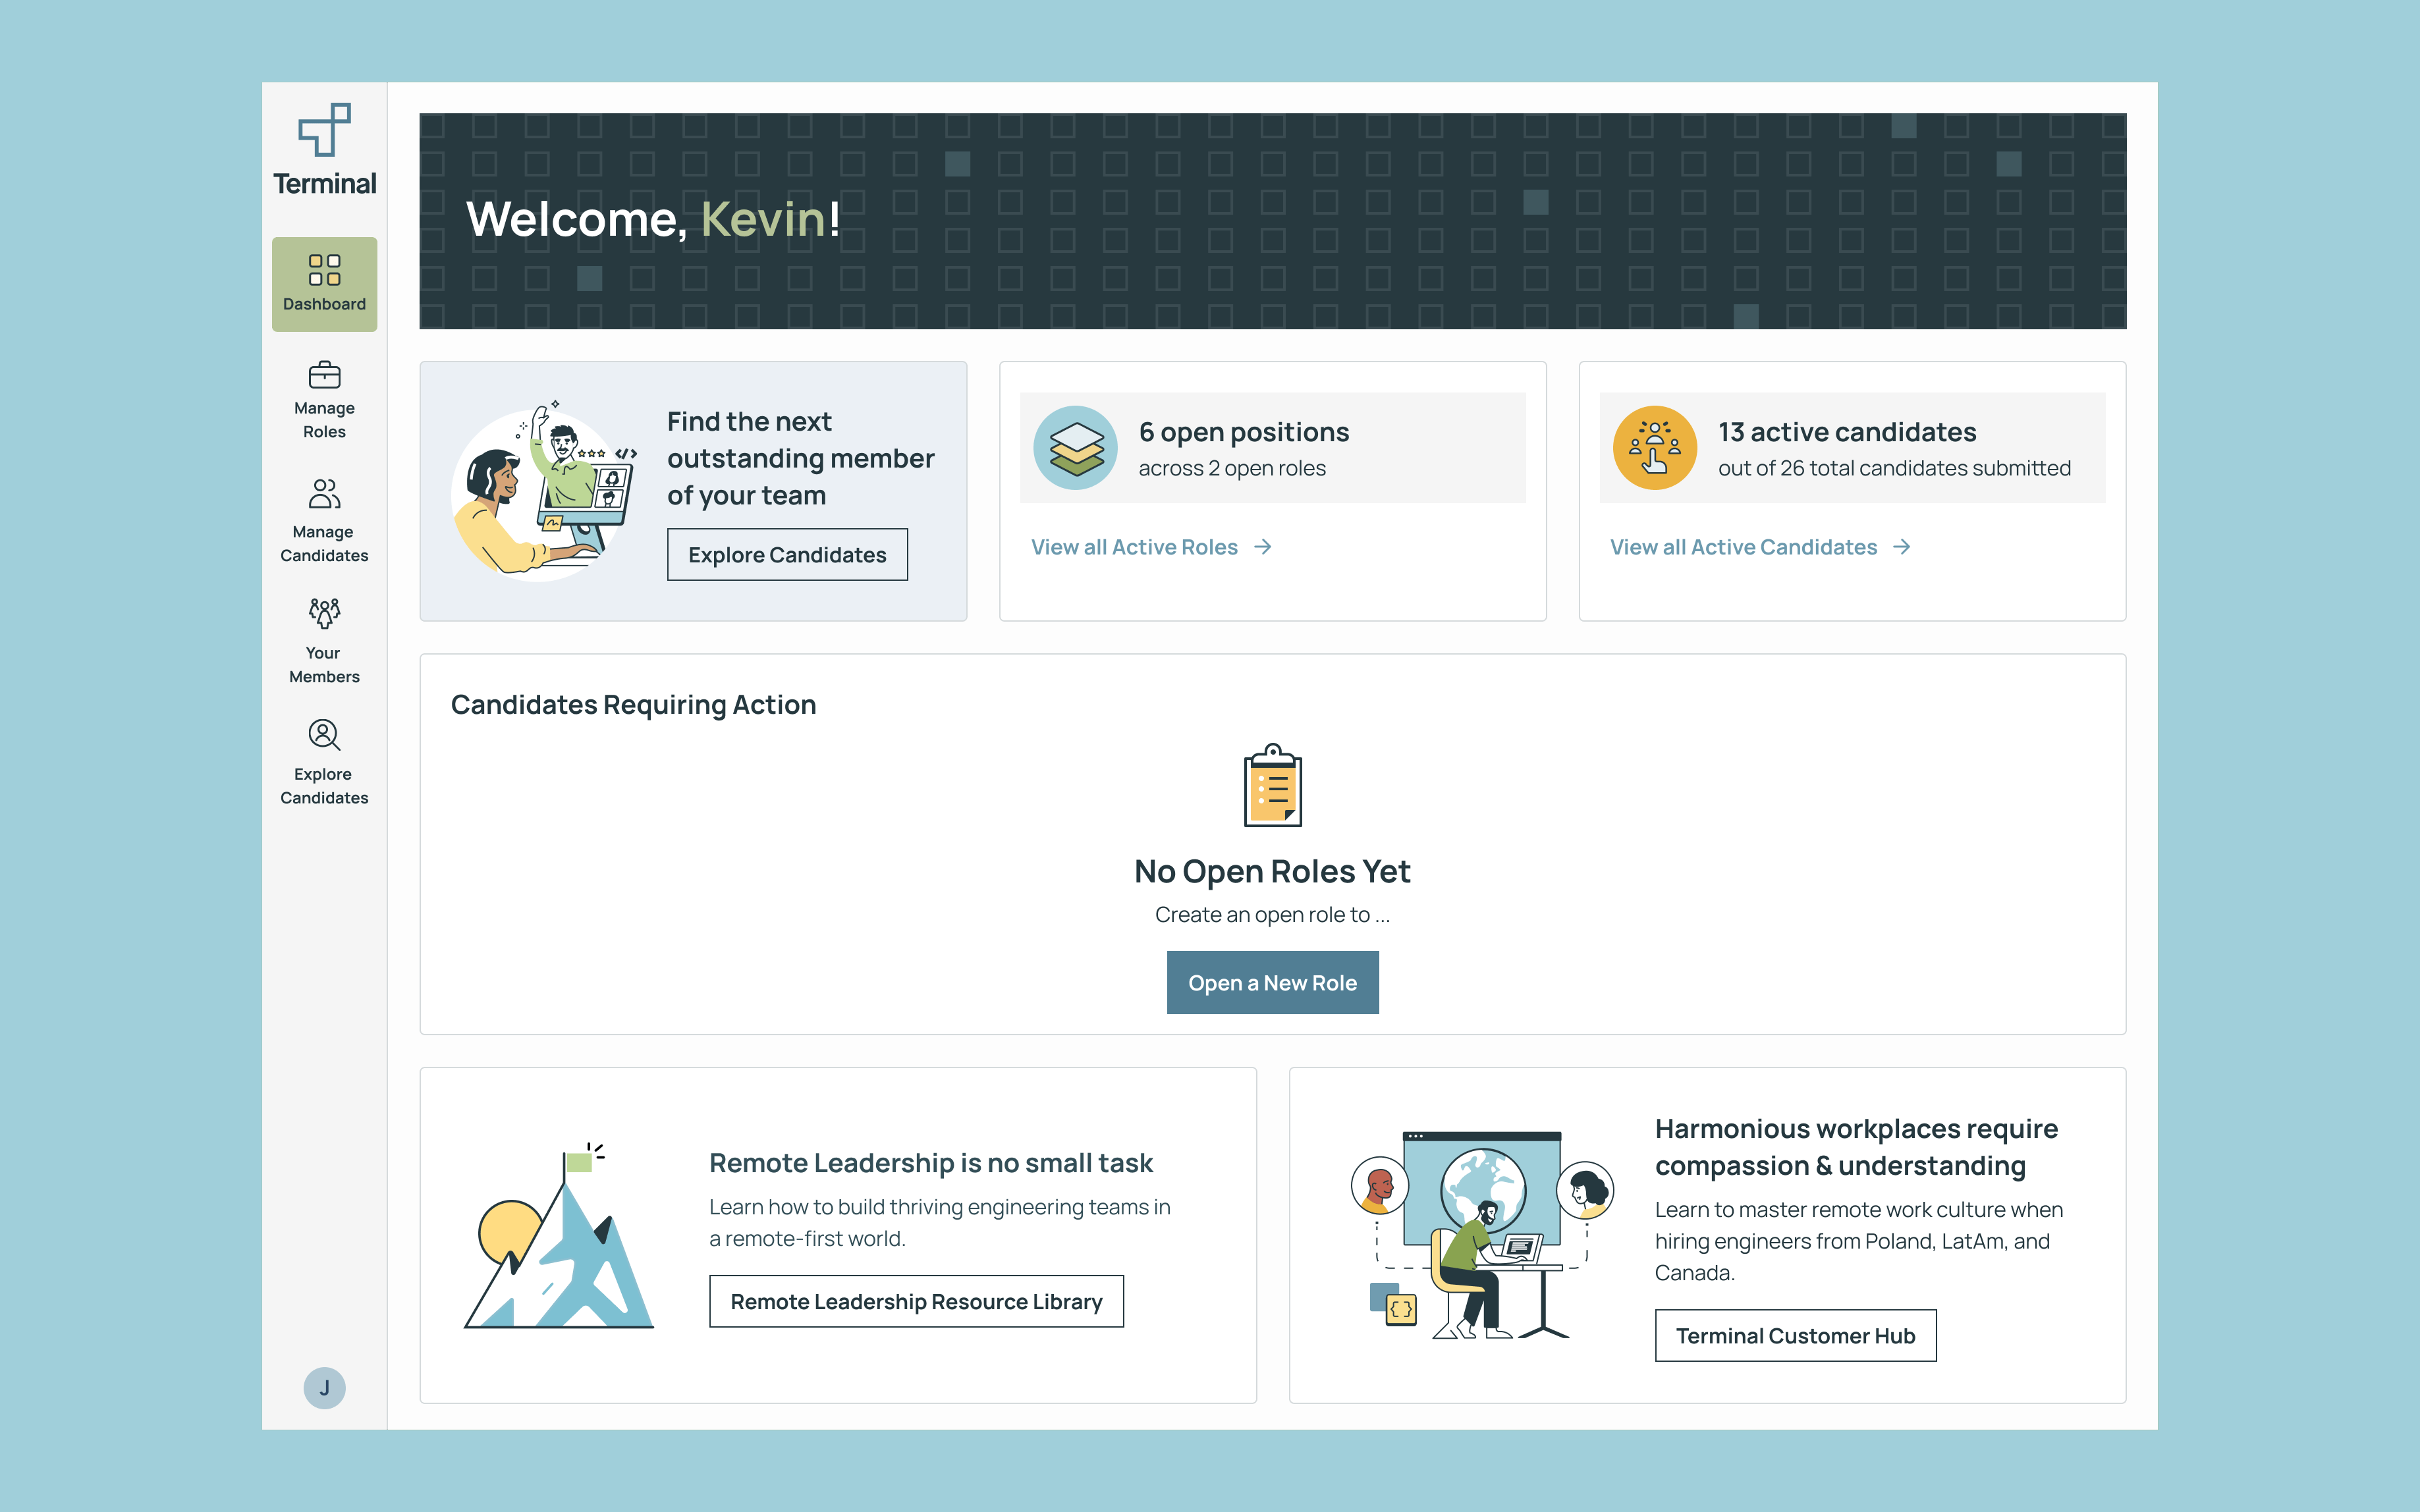 Terminal
Dashboard
Manage
Roles
Manage
Candidates
Your
Members
Explore
Candidates
J
Welcome, Kevin!
Find the next
outstanding member
of your team
Explore Candidates
6 open positions
across 2 open roles
View all Active Roles →
13 active candidates
out of 26 total candidates submitted
View all Active Candidates →
Candidates Requiring Action
No Open Roles Yet
Create an open role to ...
Open a New Role
Remote Leadership is no small task
Learn how to build thriving engineering teams in
a remote-first world.
Remote Leadership Resource Library
Harmonious workplaces require
compassion & understanding
Learn to master remote work culture when
hiring engineers from Poland, LatAm, and
Canada.
Terminal Customer Hub